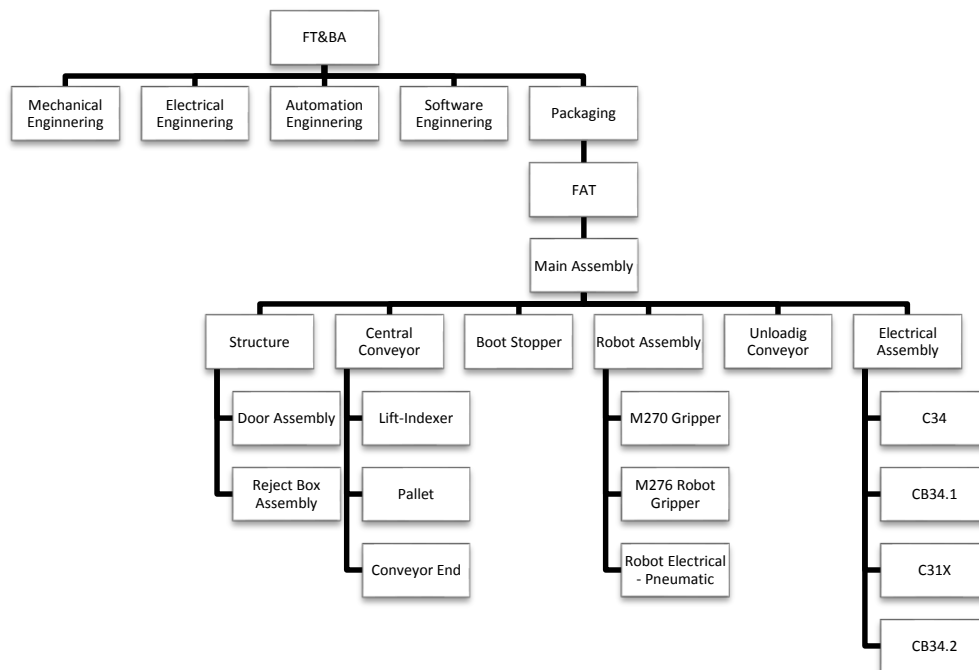 FT&BA
Mechanical
Enginnering
Electrical
Enginnering
Automation
Enginnering
Software
Enginnering
Packaging
FAT
Main Assembly
Structure
Central
Conveyor
Boot Stopper
Robot Assembly
Unloadig
Conveyor
Electrical
Assembly
Door Assembly
Lift-Indexer
M270 Gripper
C34
Reject Box
Assembly
Pallet
M276 Robot
Gripper
CB34.1
Conveyor End
Robot Electrical
- Pneumatic
C31X
CB34.2